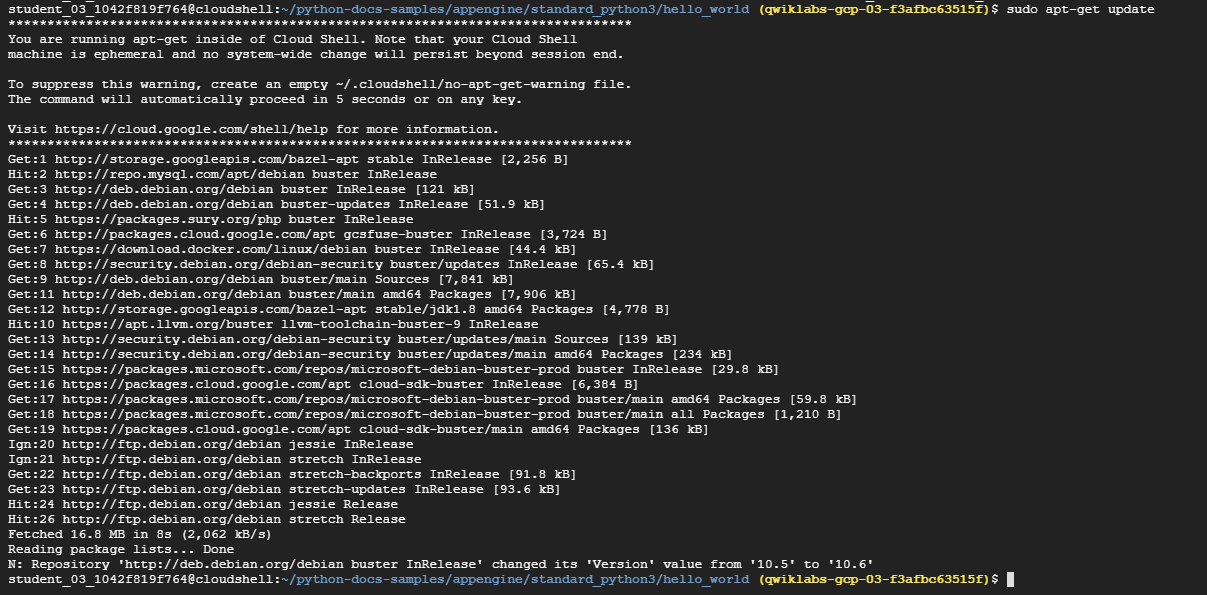 student_03_1042f819f764@cloudshell:~/python-docs-samples/appengine/standard_python3/hello_world (qwiklabs-gcp-03-f3afbc63515f)$ sudo apt-get update
********************************************************************************
You are running apt-get inside of Cloud Shell. Note that your Cloud Shell
machine is ephemeral and no system-wide change will persist beyond session end.
To suppress this warning, create an empty ~/.cloudshell/no-apt-get-warning file.
The command will automatically proceed in 5 seconds or on any key.
Visit https://cloud.google.com/shell/help for more information.
********************************************************************************
Get:1 http://storage.googleapis.com/bazel-apt stable InRelease [2,256 B]
Hit:2 http://repo.mysql.com/apt/debian buster InRelease
Get:3 http://deb.debian.org/debian buster InRelease [121 kB]
Get:4 http://deb.debian.org/debian buster-updates InRelease [51.9 kB]
Hit:5 https://packages.sury.org/php buster InRelease
Get:6 http://packages.cloud.google.com/apt gcsfuse-buster InRelease [3,724 B]
Get:7 https://download.docker.com/linux/debian buster InRelease [44.4 kB]
Get:8 http://security.debian.org/debian-security buster/updates InRelease [65.4 kB]
Get:9 http://deb.debian.org/debian buster/main Sources [7,841 kB]
Get:11 http://deb.debian.org/debian buster/main amd64 Packages [7,906 kB]
Get:12 http://storage.googleapis.com/bazel-apt stable/jdk1.8 amd64 Packages [4,778 B]
Hit:10 https://apt.llvm.org/buster llvm-toolchain-buster-9 InRelease
Get:13 http://security.debian.org/debian-security buster/updates/main Sources [139 kB]
Get:14 http://security.debian.org/debian-security buster/updates/main amd64 Packages [234 kB]
Get:15 https://packages.microsoft.com/repos/microsoft-debian-buster-prod buster InRelease [29.8 kB]
Get:16 https://packages.cloud.google.com/apt cloud-sdk-buster InRelease [6,384 B]
Get:17 https://packages.microsoft.com/repos/microsoft-debian-buster-prod buster/main amd64 Packages [59.8 kB]
Get:18 https://packages.microsoft.com/repos/microsoft-debian-buster-prod buster/main all Packages [1,210 B]
Get:19 https://packages.cloud.google.com/apt cloud-sdk-buster/main amd64 Packages [136 kB]
Ign:20 http://ftp.debian.org/debian jessie InRelease
Ign:21 http://ftp.debian.org/debian stretch InRelease
Get:22 http://ftp.debian.org/debian stretch-backports InRelease [91.8 kB]
Get:23 http://ftp.debian.org/debian stretch-updates InRelease [93.6 kB]
Hit:24 http://ftp.debian.org/debian jessie Release
Hit:26 http://ftp.debian.org/debian stretch Release
Fetched 16.8 MB in 8s (2,062 kB/s)
Reading package lists... Done
N: Repository 'http://deb.debian.org/debian buster InRelease' changed its 'Version' value from '10.5' to '10.6'
student_03_1042f819f764@cloudshell:~/python-docs-samples/appengine/standard_python3/hello_world (qwiklabs-gcp-03-f3afbc63515f)$